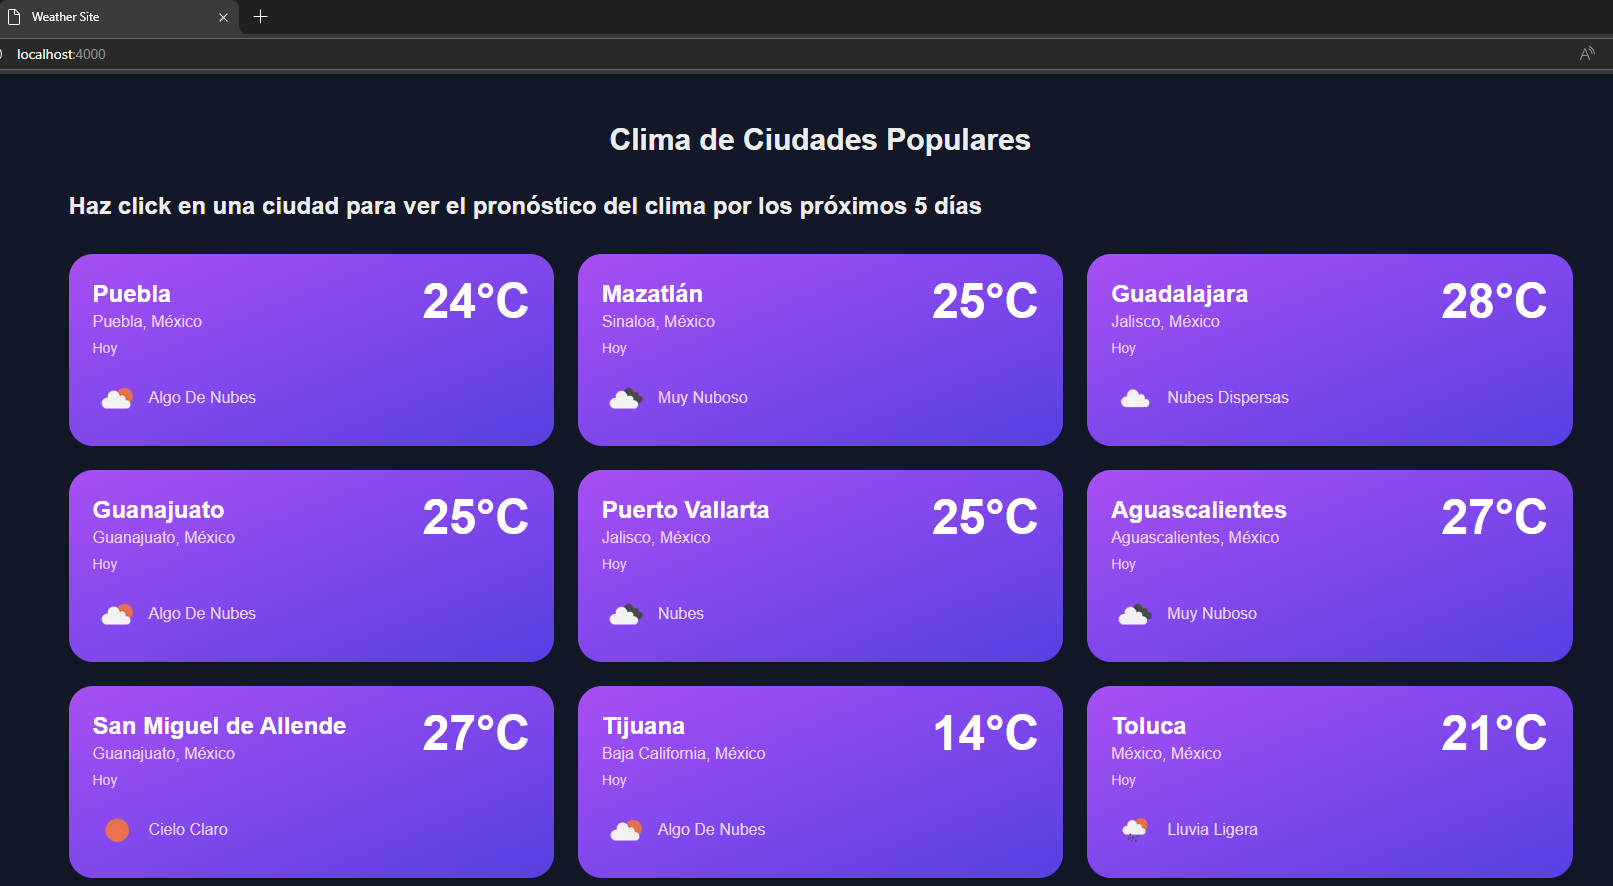 Weather Site
localhost:4000
Clima de Ciudades Populares
Haz click en una ciudad para ver el pronóstico del clima por los próximos 5 días
Puebla
24°C
Puebla, México
Hoy
Algo De Nubes
Mazatlán
25°C
Sinaloa, México
Hoy
Muy Nuboso
Guadalajara
28°C
Jalisco, México
Hoy
Nubes Dispersas
Guanajuato
25°C
Guanajuato, México
Hoy
Algo De Nubes
Puerto Vallarta
25°C
Jalisco, México
Hoy
Nubes
Aguascalientes
27°C
Aguascalientes, México
Hoy
Muy Nuboso
San Miguel de Allende
27°C
Guanajuato, México
Hoy
Cielo Claro
Tijuana
14°C
Baja California, México
Hoy
Algo De Nubes
Toluca
21°C
México, México
Hoy
Lluvia Ligera